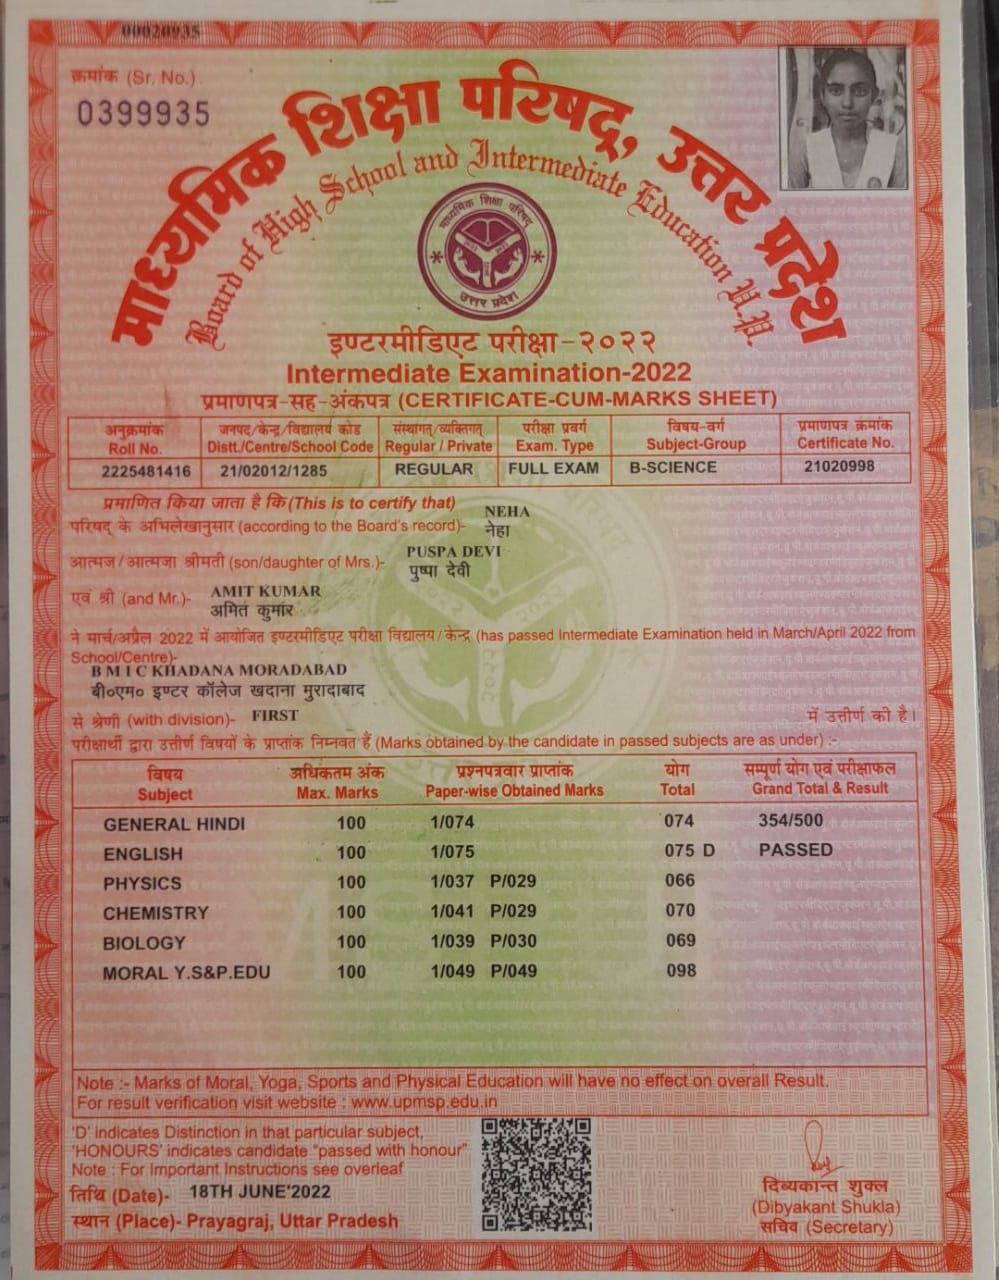 00020935
क्रमांक (Sr. No.)
0399935
माध्यमिक शिक्षा परिषद्, उत्तर प्रदेश
Board of High School and Intermediate Education U.P.
माध्यमिक शिक्षा परिषद्
उत्तर प्रदेश
इण्टरमीडिएट परीक्षा-२०२२
Intermediate Examination-2022
प्रमाणपत्र-सह-अंकपत्र (CERTIFICATE-CUM-MARKS SHEET)
अनुक्रमांक जनपद/केन्द्र/विद्यालय कोड संस्थागत/व्यक्तिगत परीक्षा प्रवर्ग विषय-वर्ग प्रमाणपत्र क्रमांक
Roll No. Distt./Centre/School Code Regular / Private Exam. Type Subject-Group Certificate No.
2225481416 21/02012/1285 REGULAR FULL EXAM B-SCIENCE 21020998
प्रमाणित किया जाता है कि (This is to certify that)
NEHA
परिषद् के अभिलेखानुसार (according to the Board's record)- नेहा
PUSPA DEVI
आत्मज/आत्मजा श्रीमती (son/daughter of Mrs.)- पुष्पा देवी
AMIT KUMAR
एवं श्री (and Mr.)- अमित कुमार
ने मार्च/अप्रैल 2022 में आयोजित इण्टरमीडिएट परीक्षा विद्यालय/केन्द्र (has passed Intermediate Examination held in March/April 2022 from
School/Centre)-
B M I C KHADANA MORADABAD
बी०एम० इण्टर कॉलेज खदाना मुरादाबाद
से श्रेणी (with division)- FIRST में उत्तीर्ण की है।
परीक्षार्थी द्वारा उत्तीर्ण विषयों के प्राप्तांक निम्नवत हैं (Marks obtained by the candidate in passed subjects are as under) :-
विषय अधिकतम अंक प्रश्नपत्रवार प्राप्तांक योग सम्पूर्ण योग एवं परीक्षाफल
Subject Max. Marks Paper-wise Obtained Marks Total Grand Total & Result
GENERAL HINDI 100 1/074 074 354/500
ENGLISH 100 1/075 075 D PASSED
PHYSICS 100 1/037 P/029 066
CHEMISTRY 100 1/041 P/029 070
BIOLOGY 100 1/039 P/030 069
MORAL Y.S&P.EDU 100 1/049 P/049 098
Note :- Marks of Moral, Yoga, Sports and Physical Education will have no effect on overall Result.
For result verification visit website : www.upmsp.edu.in
'D' indicates Distinction in that particular subject,
'HONOURS' indicates candidate "passed with honour"
Note : For Important Instructions see overleaf
तिथि (Date)- 18TH JUNE'2022
स्थान (Place)- Prayagraj, Uttar Pradesh
दिव्यकान्त शुक्ल
(Dibyakant Shukla)
सचिव (Secretary)